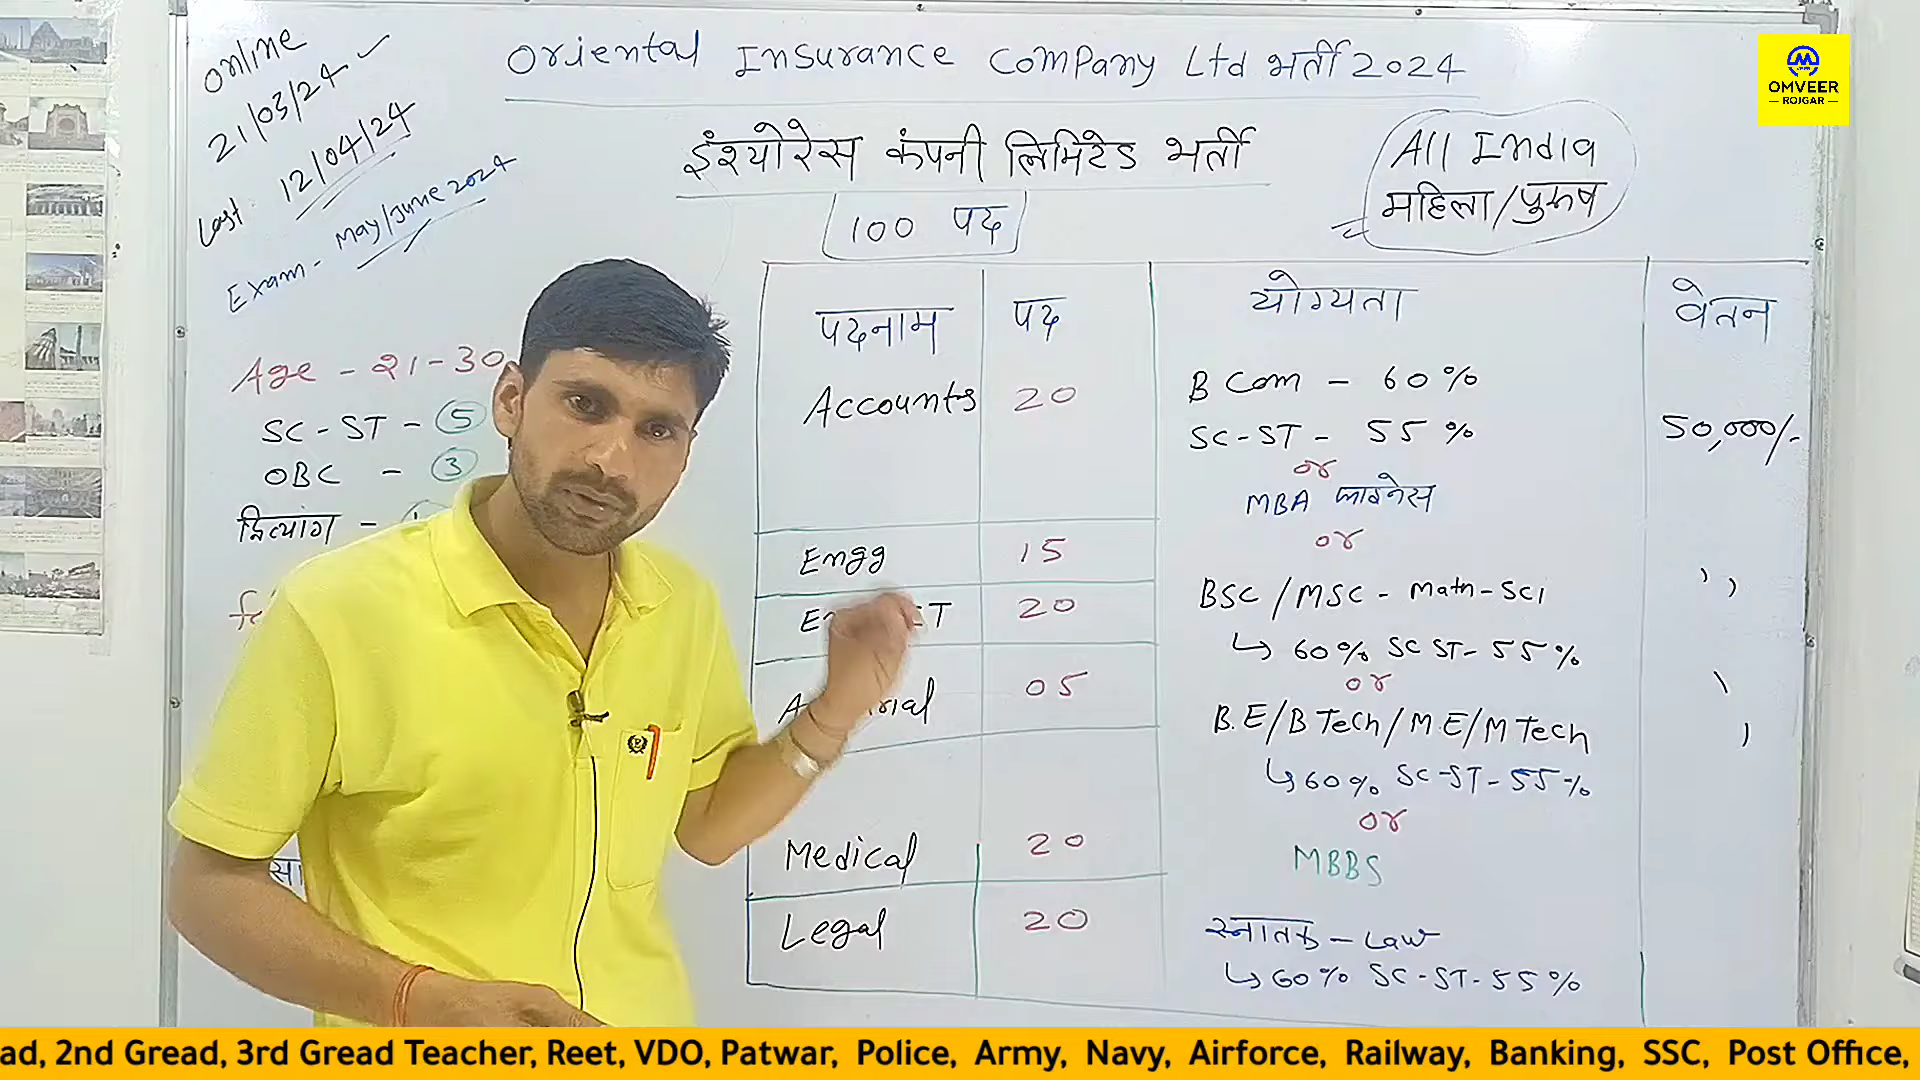 Oriental Insurance Company Ltd भर्ती 2024
OMVEER
ROJGAR
Online
21/03/24
Last 12/04/24
Exam - May/June 2024
इंश्योरेंस कंपनी लिमिटेड भर्ती
100 पद
All India
महिला/पुरुष
Age - 21-30
SC-ST - 5
OBC - 3
पदनाम पद योग्यता वेतन
Accounts 20 B Com - 60%
SC-ST - 55% 50,000/-
or
MBA
or
Engg 15
BSC/MSC - Math-Sci
20
↳ 60% SC ST - 55%
or
05
B.E/B Tech/M.E/M Tech
↳ 60% SC-ST-55%
or
Medical 20 MBBS
Legal 20 स्नातक - Law
↳ 60% SC-ST-55%
ad, 2nd Gread, 3rd Gread Teacher, Reet, VDO, Patwar, Police, Army, Navy, Airforce, Railway, Banking, SSC, Post Office,